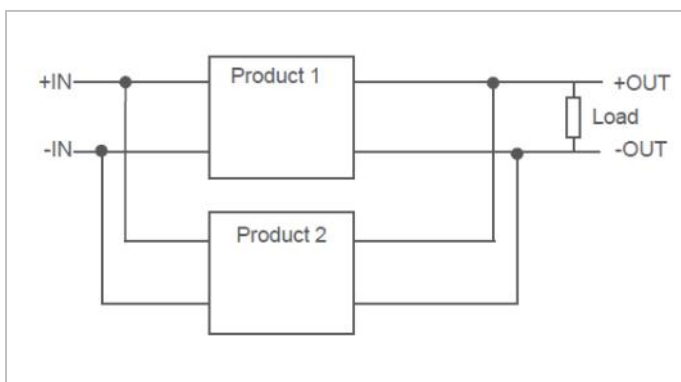 Product 1
+IN
+OUT
Load
-IN
-OUT
Product 2